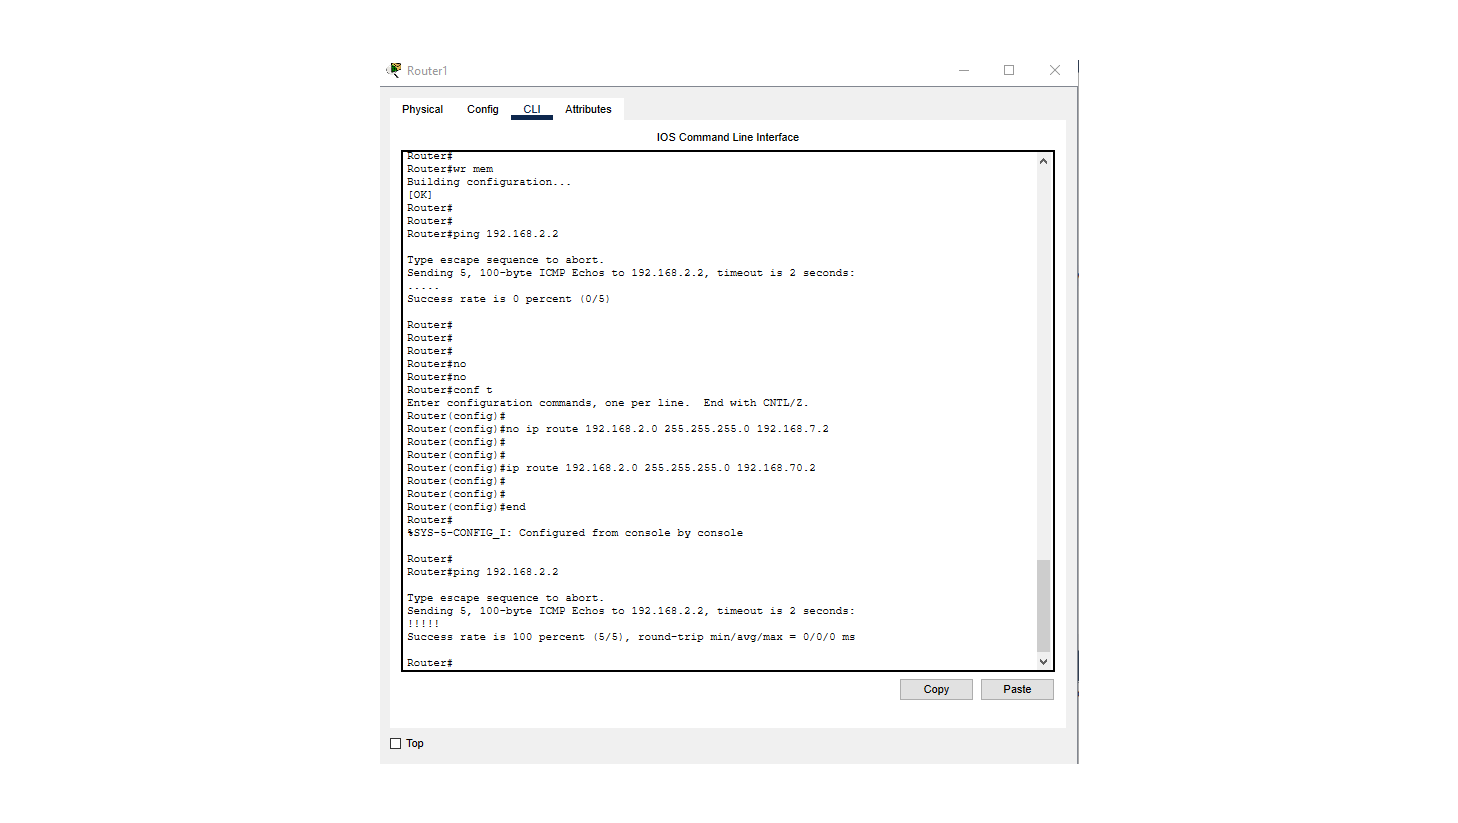 Router1
Physical Config CLI Attributes
IOS Command Line Interface
Router#
Router#wr mem
Building configuration...
[OK]
Router#
Router#
Router#ping 192.168.2.2
Type escape sequence to abort.
Sending 5, 100-byte ICMP Echos to 192.168.2.2, timeout is 2 seconds:
.....
Success rate is 0 percent (0/5)
Router#
Router#
Router#
Router#no
Router#no
Router#conf t
Enter configuration commands, one per line.  End with CNTL/Z.
Router(config)#
Router(config)#no ip route 192.168.2.0 255.255.255.0 192.168.7.2
Router(config)#
Router(config)#
Router(config)#ip route 192.168.2.0 255.255.255.0 192.168.70.2
Router(config)#
Router(config)#
Router(config)#end
Router#
%SYS-5-CONFIG_I: Configured from console by console
Router#
Router#ping 192.168.2.2
Type escape sequence to abort.
Sending 5, 100-byte ICMP Echos to 192.168.2.2, timeout is 2 seconds:
!!!!!
Success rate is 100 percent (5/5), round-trip min/avg/max = 0/0/0 ms
Router#
Copy Paste
Top